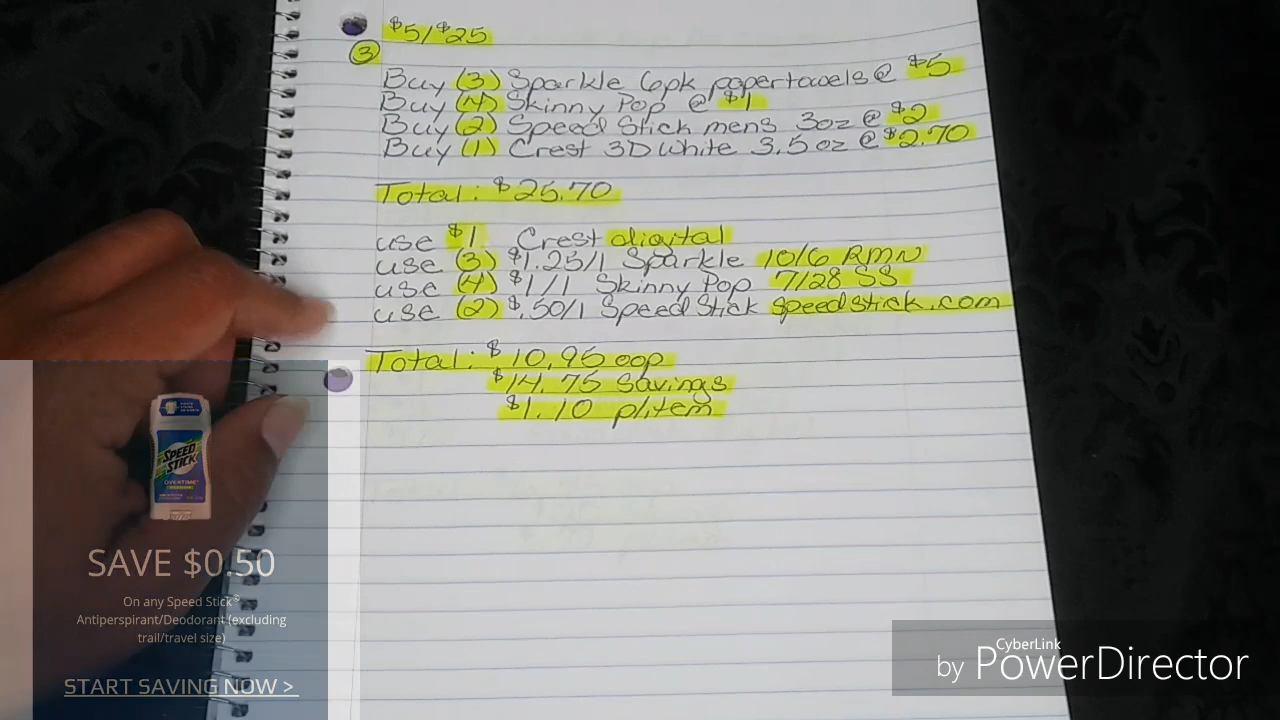 $5/$25
3
Buy (3) Sparkle 6pk papertowels @ $5
Buy (4) Skinny Pop @ $1
Buy (2) Speed Stick mens 3oz @ $2
Buy (1) Crest 3D White 3.5 oz @ $2.70
Total: $25.70
use $1 Crest digital
use (3) $1.25/1 Sparkle 10/6 RMN
use (4) $1/1 Skinny Pop 7/28 SS
use (2) $.50/1 Speed Stick speedstick.com
Total: $10.95 oop
$14.75 Savings
$1.10 p/item
SPEED STICK
OVERTIME
SAVE $0.50
On any Speed Stick®
Antiperspirant/Deodorant (excluding
trail/travel size)
START SAVING NOW >
CyberLink
by PowerDirector